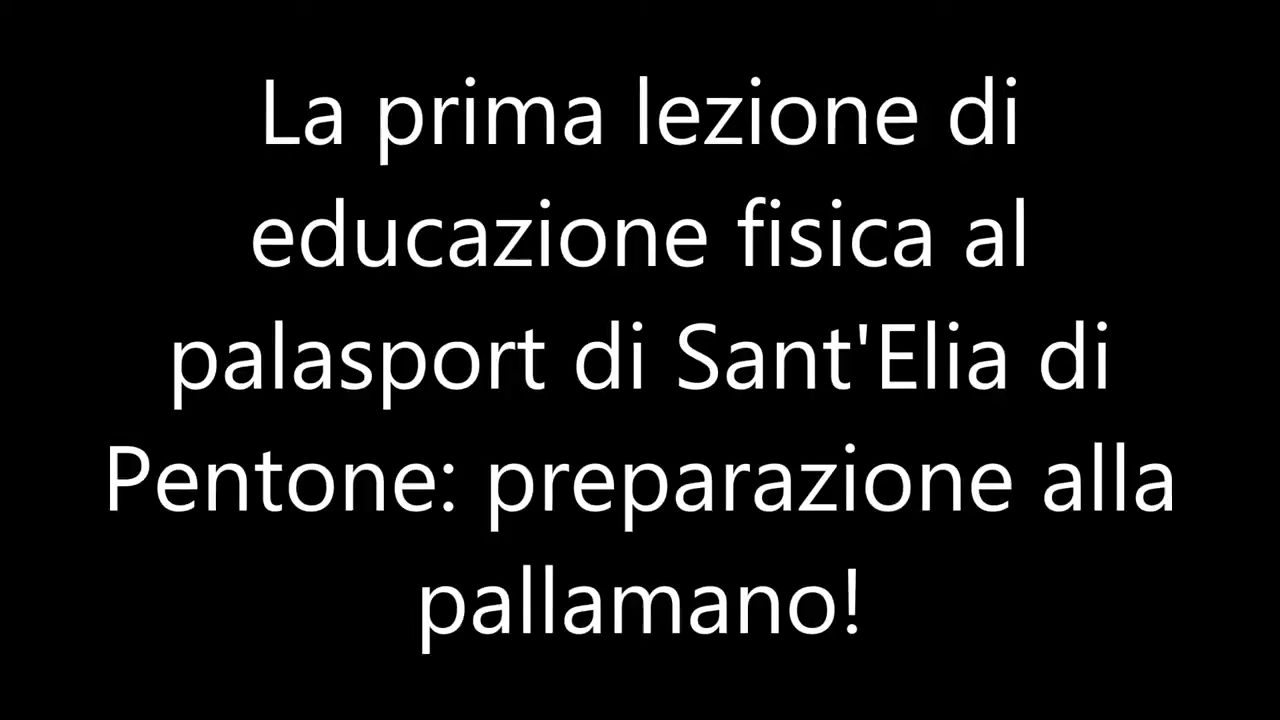 La prima lezione di
educazione fisica al
palasport di Sant'Elia di
Pentone: preparazione alla
pallamano!